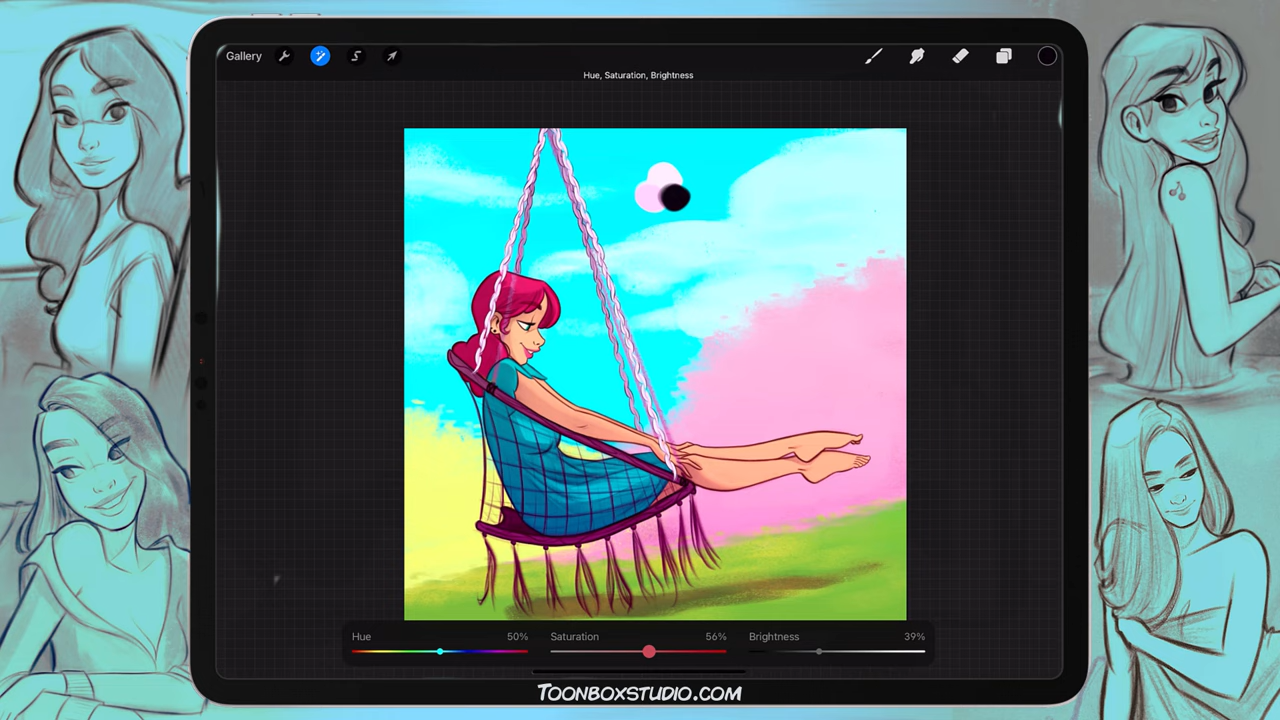 Gallery
Hue, Saturation, Brightness
Hue 50% Saturation 56% Brightness 39%
TOONBOXSTUDIO.COM